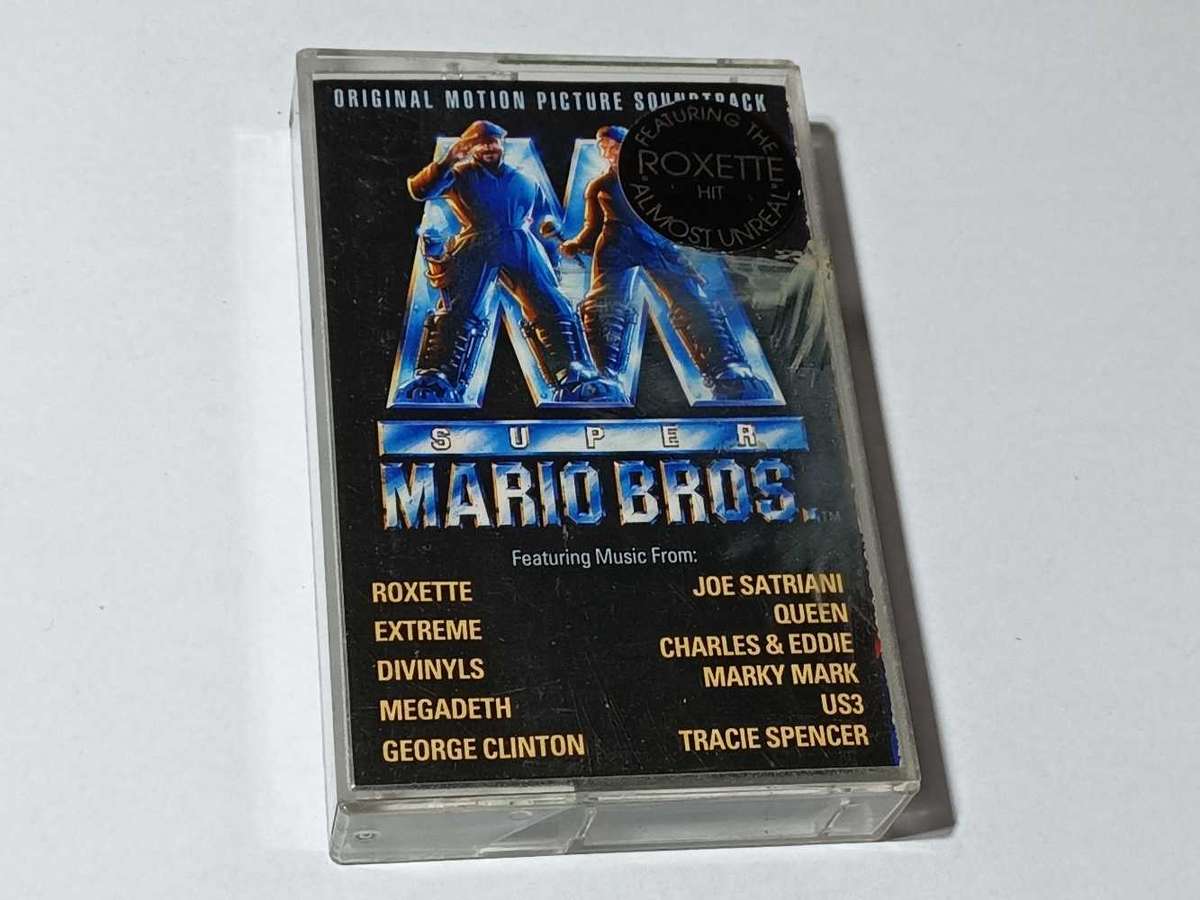 ORIGINAL MOTION PICTURE SOUNDTRACK
FEATURING THE
ROXETTE
HIT
"ALMOST UNREAL"
SUPER
MARIO BROS.™
Featuring Music From:
ROXETTE
EXTREME
DIVINYLS
MEGADETH
GEORGE CLINTON
JOE SATRIANI
QUEEN
CHARLES & EDDIE
MARKY MARK
US3
TRACIE SPENCER